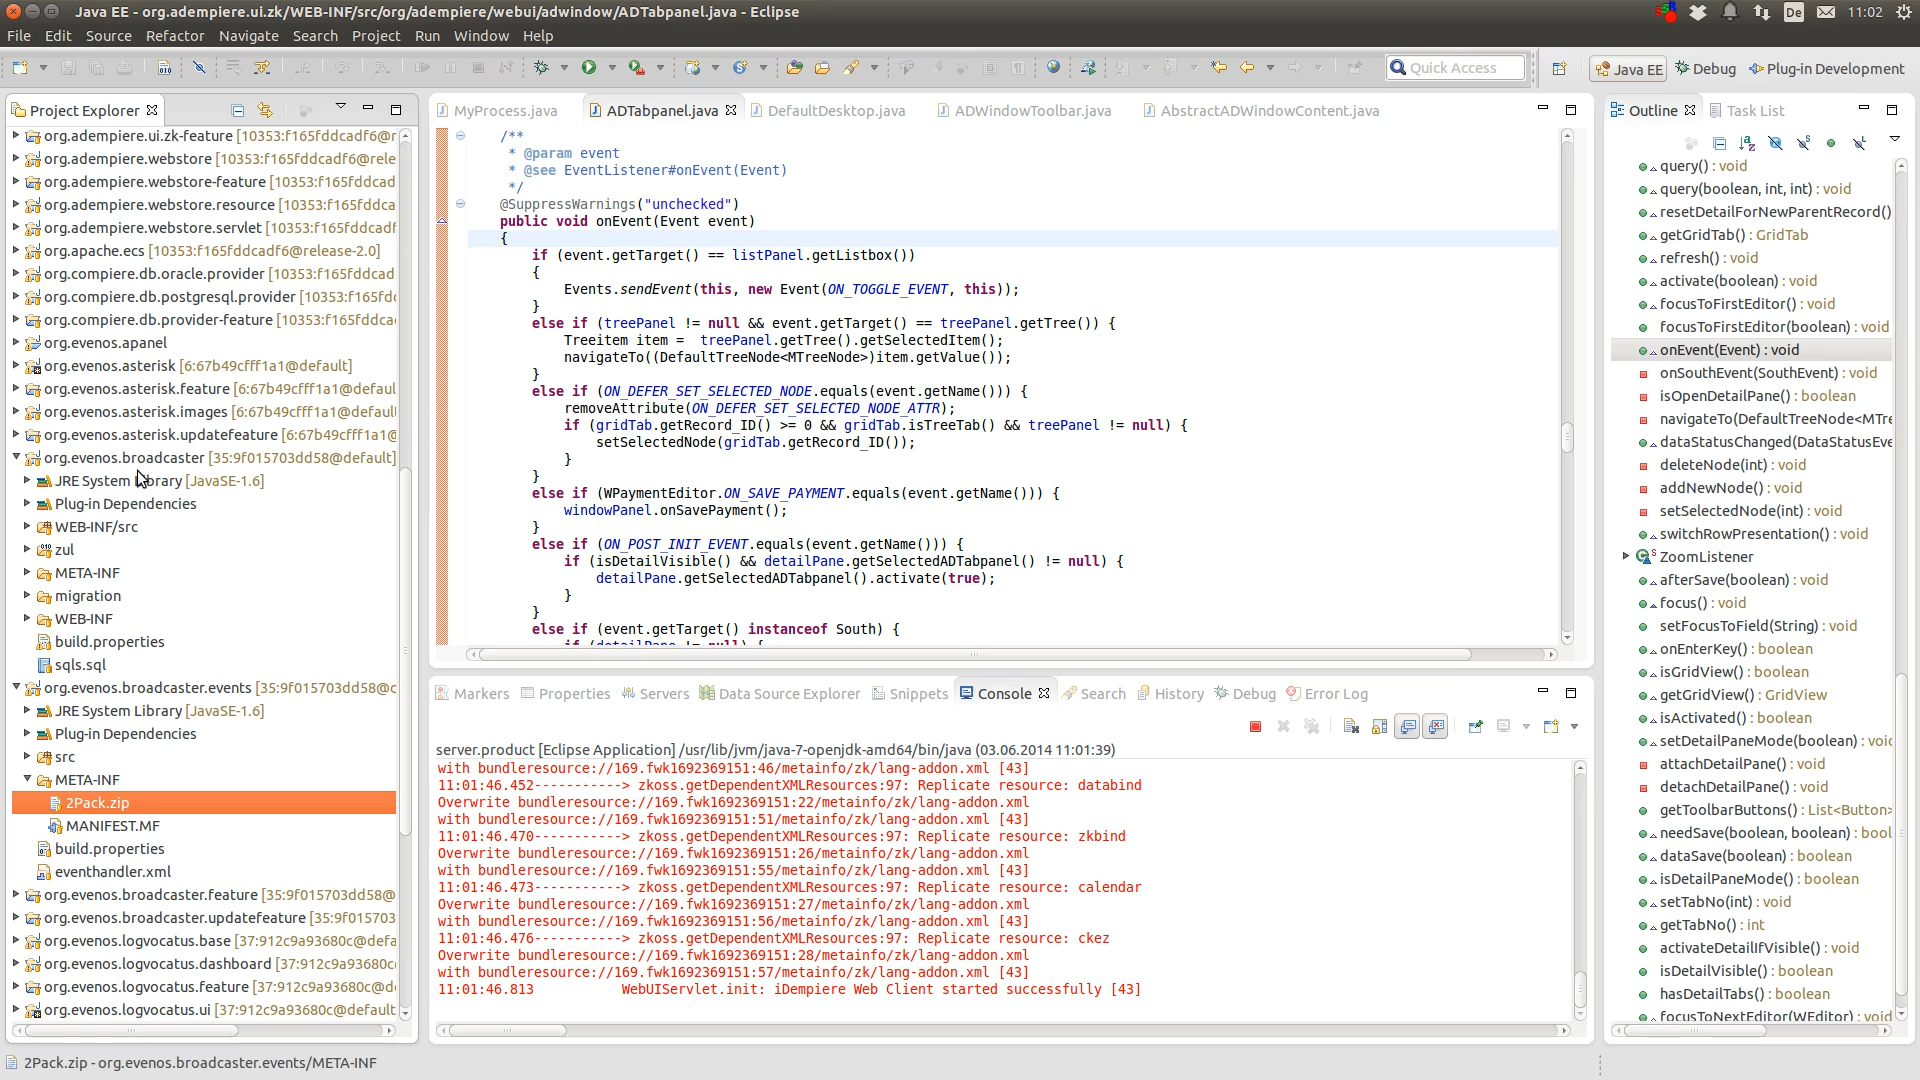 Java EE - org.adempiere.ui.zk/WEB-INF/src/org/adempiere/webui/adwindow/ADTabpanel.java - Eclipse
De
11:02
File Edit Source Refactor Navigate Search Project Run Window Help
Quick Access
Java EE
Debug
Plug-in Development
Project Explorer
org.adempiere.ui.zk-feature [10353:f165fddcadf6@r
org.adempiere.webstore [10353:f165fddcadf6@rele
org.adempiere.webstore-feature [10353:f165fddcad
org.adempiere.webstore.resource [10353:f165fddca
org.adempiere.webstore.servlet [10353:f165fddcad
org.apache.ecs [10353:f165fddcadf6@release-2.0]
org.compiere.db.oracle.provider [10353:f165fddcad
org.compiere.db.postgresql.provider [10353:f165fdc
org.compiere.db.provider-feature [10353:f165fddca
org.evenos.apanel
org.evenos.asterisk [6:67b49cfff1a1@default]
org.evenos.asterisk.feature [6:67b49cfff1a1@defaul
org.evenos.asterisk.images [6:67b49cfff1a1@defaul
org.evenos.asterisk.updatefeature [6:67b49cfff1a1@
org.evenos.broadcaster [35:9f015703dd58@default]
JRE System Library [JavaSE-1.6]
Plug-in Dependencies
WEB-INF/src
zul
META-INF
migration
WEB-INF
build.properties
sqls.sql
org.evenos.broadcaster.events [35:9f015703dd58@c
JRE System Library [JavaSE-1.6]
Plug-in Dependencies
src
META-INF
2Pack.zip
MANIFEST.MF
build.properties
eventhandler.xml
org.evenos.broadcaster.feature [35:9f015703dd58@
org.evenos.broadcaster.updatefeature [35:9f015703
org.evenos.logvocatus.base [37:912c9a93680c@defa
org.evenos.logvocatus.dashboard [37:912c9a93680c
org.evenos.logvocatus.feature [37:912c9a93680c@d
org.evenos.logvocatus.ui [37:912c9a93680c@default
MyProcess.java
ADTabpanel.java
DefaultDesktop.java
ADWindowToolbar.java
AbstractADWindowContent.java
/**
* @param event
* @see EventListener#onEvent(Event)
*/
@SuppressWarnings("unchecked")
public void onEvent(Event event)
{
if (event.getTarget() == listPanel.getListbox())
{
Events.sendEvent(this, new Event(ON_TOGGLE_EVENT, this));
}
else if (treePanel != null && event.getTarget() == treePanel.getTree()) {
Treeitem item =  treePanel.getTree().getSelectedItem();
navigateTo((DefaultTreeNode<MTreeNode>)item.getValue());
}
else if (ON_DEFER_SET_SELECTED_NODE.equals(event.getName())) {
removeAttribute(ON_DEFER_SET_SELECTED_NODE_ATTR);
if (gridTab.getRecord_ID() >= 0 && gridTab.isTreeTab() && treePanel != null) {
setSelectedNode(gridTab.getRecord_ID());
}
}
else if (WPaymentEditor.ON_SAVE_PAYMENT.equals(event.getName())) {
windowPanel.onSavePayment();
}
else if (ON_POST_INIT_EVENT.equals(event.getName())) {
if (isDetailVisible() && detailPane.getSelectedADTabpanel() != null) {
detailPane.getSelectedADTabpanel().activate(true);
}
}
else if (event.getTarget() instanceof South) {
if (detailPane != null) {
Markers
Properties
Servers
Data Source Explorer
Snippets
Console
Search
History
Debug
Error Log
server.product [Eclipse Application] /usr/lib/jvm/java-7-openjdk-amd64/bin/java (03.06.2014 11:01:39)
with bundleresource://169.fwk1692369151:46/metainfo/zk/lang-addon.xml [43]
11:01:46.452-----------> zkoss.getDependentXMLResources:97: Replicate resource: databind
Overwrite bundleresource://169.fwk1692369151:22/metainfo/zk/lang-addon.xml
with bundleresource://169.fwk1692369151:51/metainfo/zk/lang-addon.xml [43]
11:01:46.470-----------> zkoss.getDependentXMLResources:97: Replicate resource: zkbind
Overwrite bundleresource://169.fwk1692369151:26/metainfo/zk/lang-addon.xml
with bundleresource://169.fwk1692369151:55/metainfo/zk/lang-addon.xml [43]
11:01:46.473-----------> zkoss.getDependentXMLResources:97: Replicate resource: calendar
Overwrite bundleresource://169.fwk1692369151:27/metainfo/zk/lang-addon.xml
with bundleresource://169.fwk1692369151:56/metainfo/zk/lang-addon.xml [43]
11:01:46.476-----------> zkoss.getDependentXMLResources:97: Replicate resource: ckez
Overwrite bundleresource://169.fwk1692369151:28/metainfo/zk/lang-addon.xml
with bundleresource://169.fwk1692369151:57/metainfo/zk/lang-addon.xml [43]
11:01:46.813           WebUIServlet.init: iDempiere Web Client started successfully [43]
Outline
Task List
query() : void
query(boolean, int, int) : void
resetDetailForNewParentRecord()
getGridTab() : GridTab
refresh() : void
activate(boolean) : void
focusToFirstEditor() : void
focusToFirstEditor(boolean) : void
onEvent(Event) : void
onSouthEvent(SouthEvent) : void
isOpenDetailPane() : boolean
navigateTo(DefaultTreeNode<MTre
dataStatusChanged(DataStatusEve
deleteNode(int) : void
addNewNode() : void
setSelectedNode(int) : void
switchRowPresentation() : void
ZoomListener
afterSave(boolean) : void
focus() : void
setFocusToField(String) : void
onEnterKey() : boolean
isGridView() : boolean
getGridView() : GridView
isActivated() : boolean
setDetailPaneMode(boolean) : voic
attachDetailPane() : void
detachDetailPane() : void
getToolbarButtons() : List<Button>
needSave(boolean, boolean) : bool
dataSave(boolean) : boolean
isDetailPaneMode() : boolean
setTabNo(int) : void
getTabNo() : int
activateDetailIfVisible() : void
isDetailVisible() : boolean
hasDetailTabs() : boolean
focusToNextEditor(WEditor) : void
2Pack.zip - org.evenos.broadcaster.events/META-INF